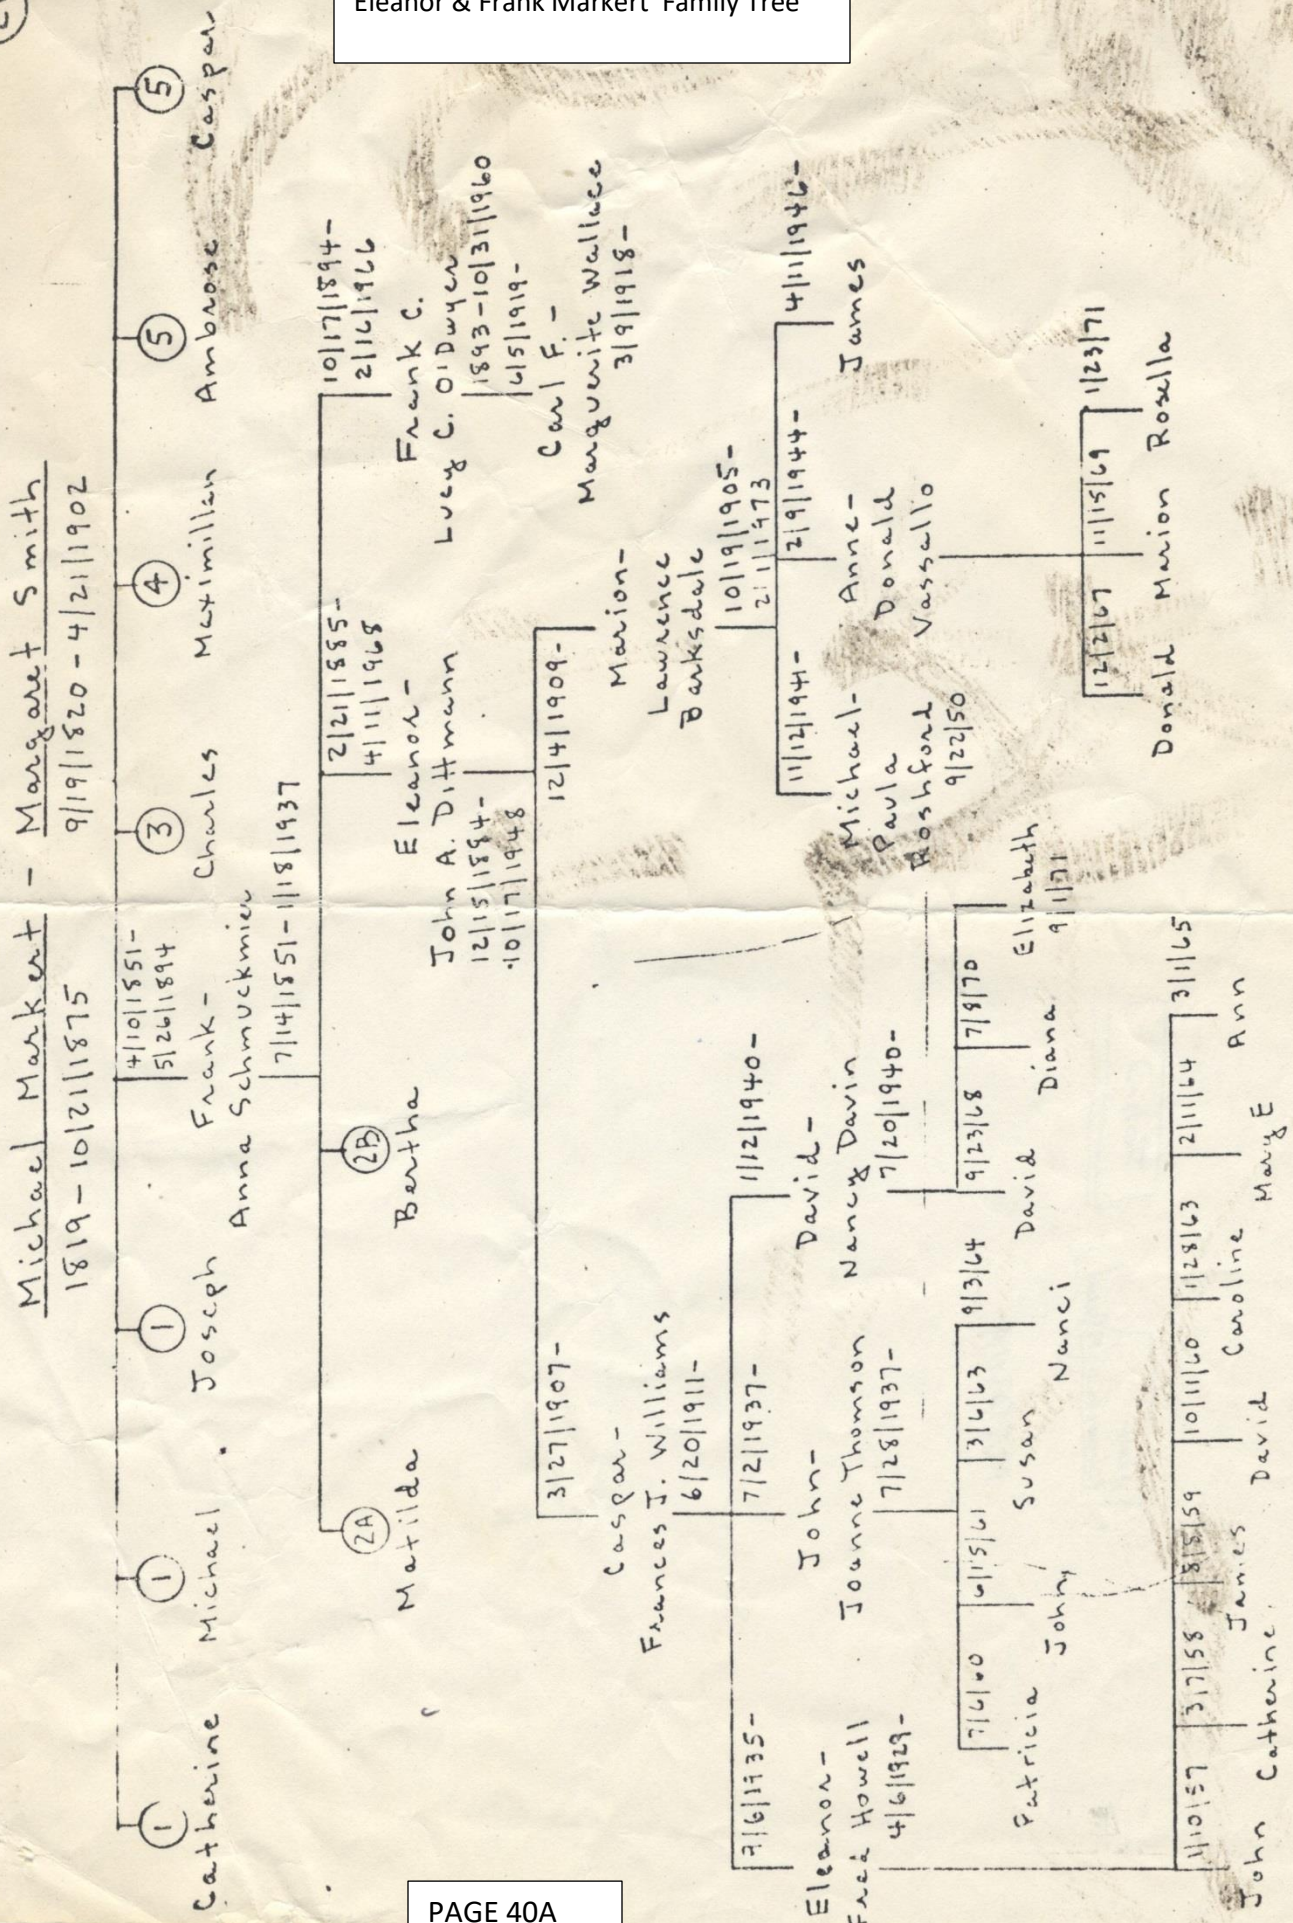 Eleanor & Frank Markert Family Tree
Michael Markert - Margaret Smith
1819 - 10/21/1875
9/19/1820 - 4/21/1902
1
1
1
3
4
5
5
4/10/1851-
5/26/1894
Catherine
Michael
Joseph
Frank-
Charles
Maximillan
Ambrose
Caspar
Anna Schmuckmier
7/14/1851-1/18/1937
2A
2B
2/21/1885-
4/11/1968
10/17/1894-
2/16/1966
Matilda
Bertha
Eleanor-
John A. Dittmann
12/15/1884-
10/17/1948
Frank C.
Lucy C. O'Dwyer
1893-10/31/1960
6/5/1919-
Carl F. -
Marguerite Wallace
3/9/1918-
3/27/1907-
12/4/1909-
Caspar-
Frances J. Williams
6/20/1911-
Marion-
Lawrence
Barksdale
10/19/1905-
2/1/1973
7/2/1937-
1/12/1940-
11/12/1941-
2/9/1944-
4/11/1946-
Eleanor-
Fred Howell
4/6/1929-
John-
Joanne Thomson
7/28/1937-
David-
Nancy Davin
7/20/1940-
Michael-
Paula
9/22/50
Anne-
Donald
Vassallo
James
7/6/60
6/15/61
3/6/63
9/3/64
9/23/68
7/8/70
Patricia
John
Susan
Nanci
David
Diana
Elizabeth
9/1/71
12/2/67
11/15/69
1/23/71
Donald
Marion
Rosella
1/10/57
3/7/58
8/5/59
10/11/60
1/28/63
2/11/64
3/1/65
John
Catherine
James
David
Caroline
Mary E
Ann
PAGE 40A